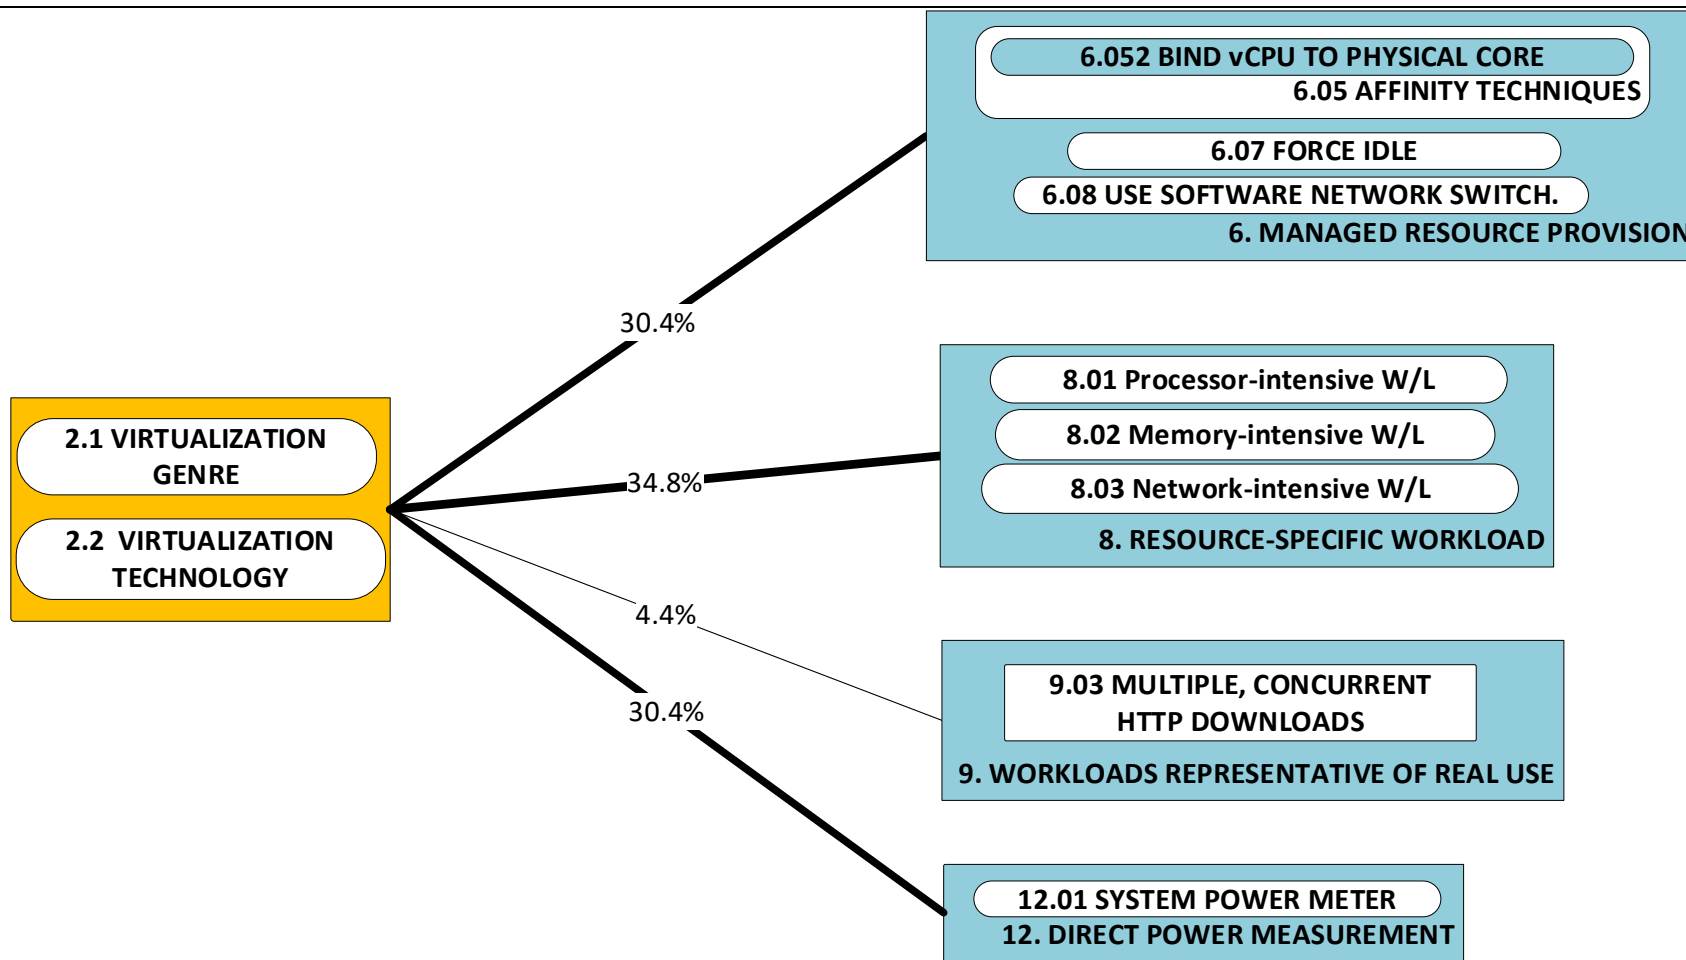 6.052 BIND vCPU TO PHYSICAL CORE
6.05 AFFINITY TECHNIQUES
6.07 FORCE IDLE
6.08 USE SOFTWARE NETWORK SWITCH.
6. MANAGED RESOURCE PROVISION
30.4%
8.01 Processor-intensive W/L
8.02 Memory-intensive W/L
8.03 Network-intensive W/L
8. RESOURCE-SPECIFIC WORKLOAD
2.1 VIRTUALIZATION
GENRE
2.2 VIRTUALIZATION
TECHNOLOGY
34.8%
4.4%
30.4%
9.03 MULTIPLE, CONCURRENT
HTTP DOWNLOADS
9. WORKLOADS REPRESENTATIVE OF REAL USE
12.01 SYSTEM POWER METER
12. DIRECT POWER MEASUREMENT